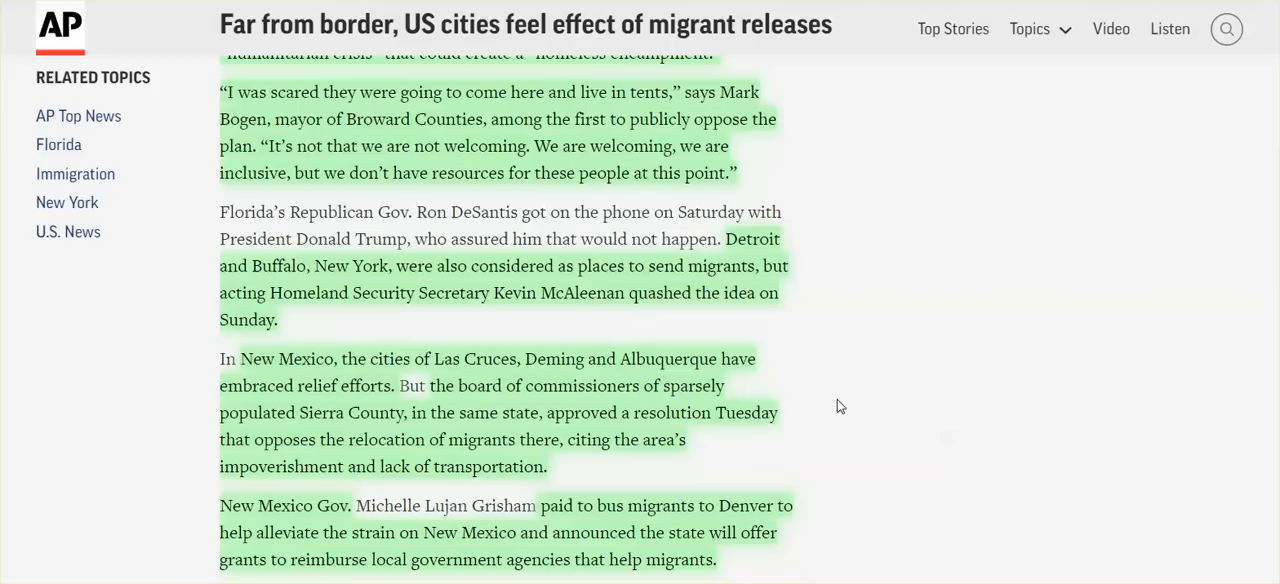 AP
Far from border, US cities feel effect of migrant releases
Top Stories
Topics
Video
Listen
RELATED TOPICS
AP Top News
Florida
Immigration
New York
U.S. News
"humanitarian crisis" that could create a "homeless encampment."
“I was scared they were going to come here and live in tents,” says Mark
Bogen, mayor of Broward Counties, among the first to publicly oppose the
plan. “It’s not that we are not welcoming. We are welcoming, we are
inclusive, but we don’t have resources for these people at this point.”
Florida’s Republican Gov. Ron DeSantis got on the phone on Saturday with
President Donald Trump, who assured him that would not happen. Detroit
and Buffalo, New York, were also considered as places to send migrants, but
acting Homeland Security Secretary Kevin McAleenan quashed the idea on
Sunday.
In New Mexico, the cities of Las Cruces, Deming and Albuquerque have
embraced relief efforts. But the board of commissioners of sparsely
populated Sierra County, in the same state, approved a resolution Tuesday
that opposes the relocation of migrants there, citing the area’s
impoverishment and lack of transportation.
New Mexico Gov. Michelle Lujan Grisham paid to bus migrants to Denver to
help alleviate the strain on New Mexico and announced the state will offer
grants to reimburse local government agencies that help migrants.